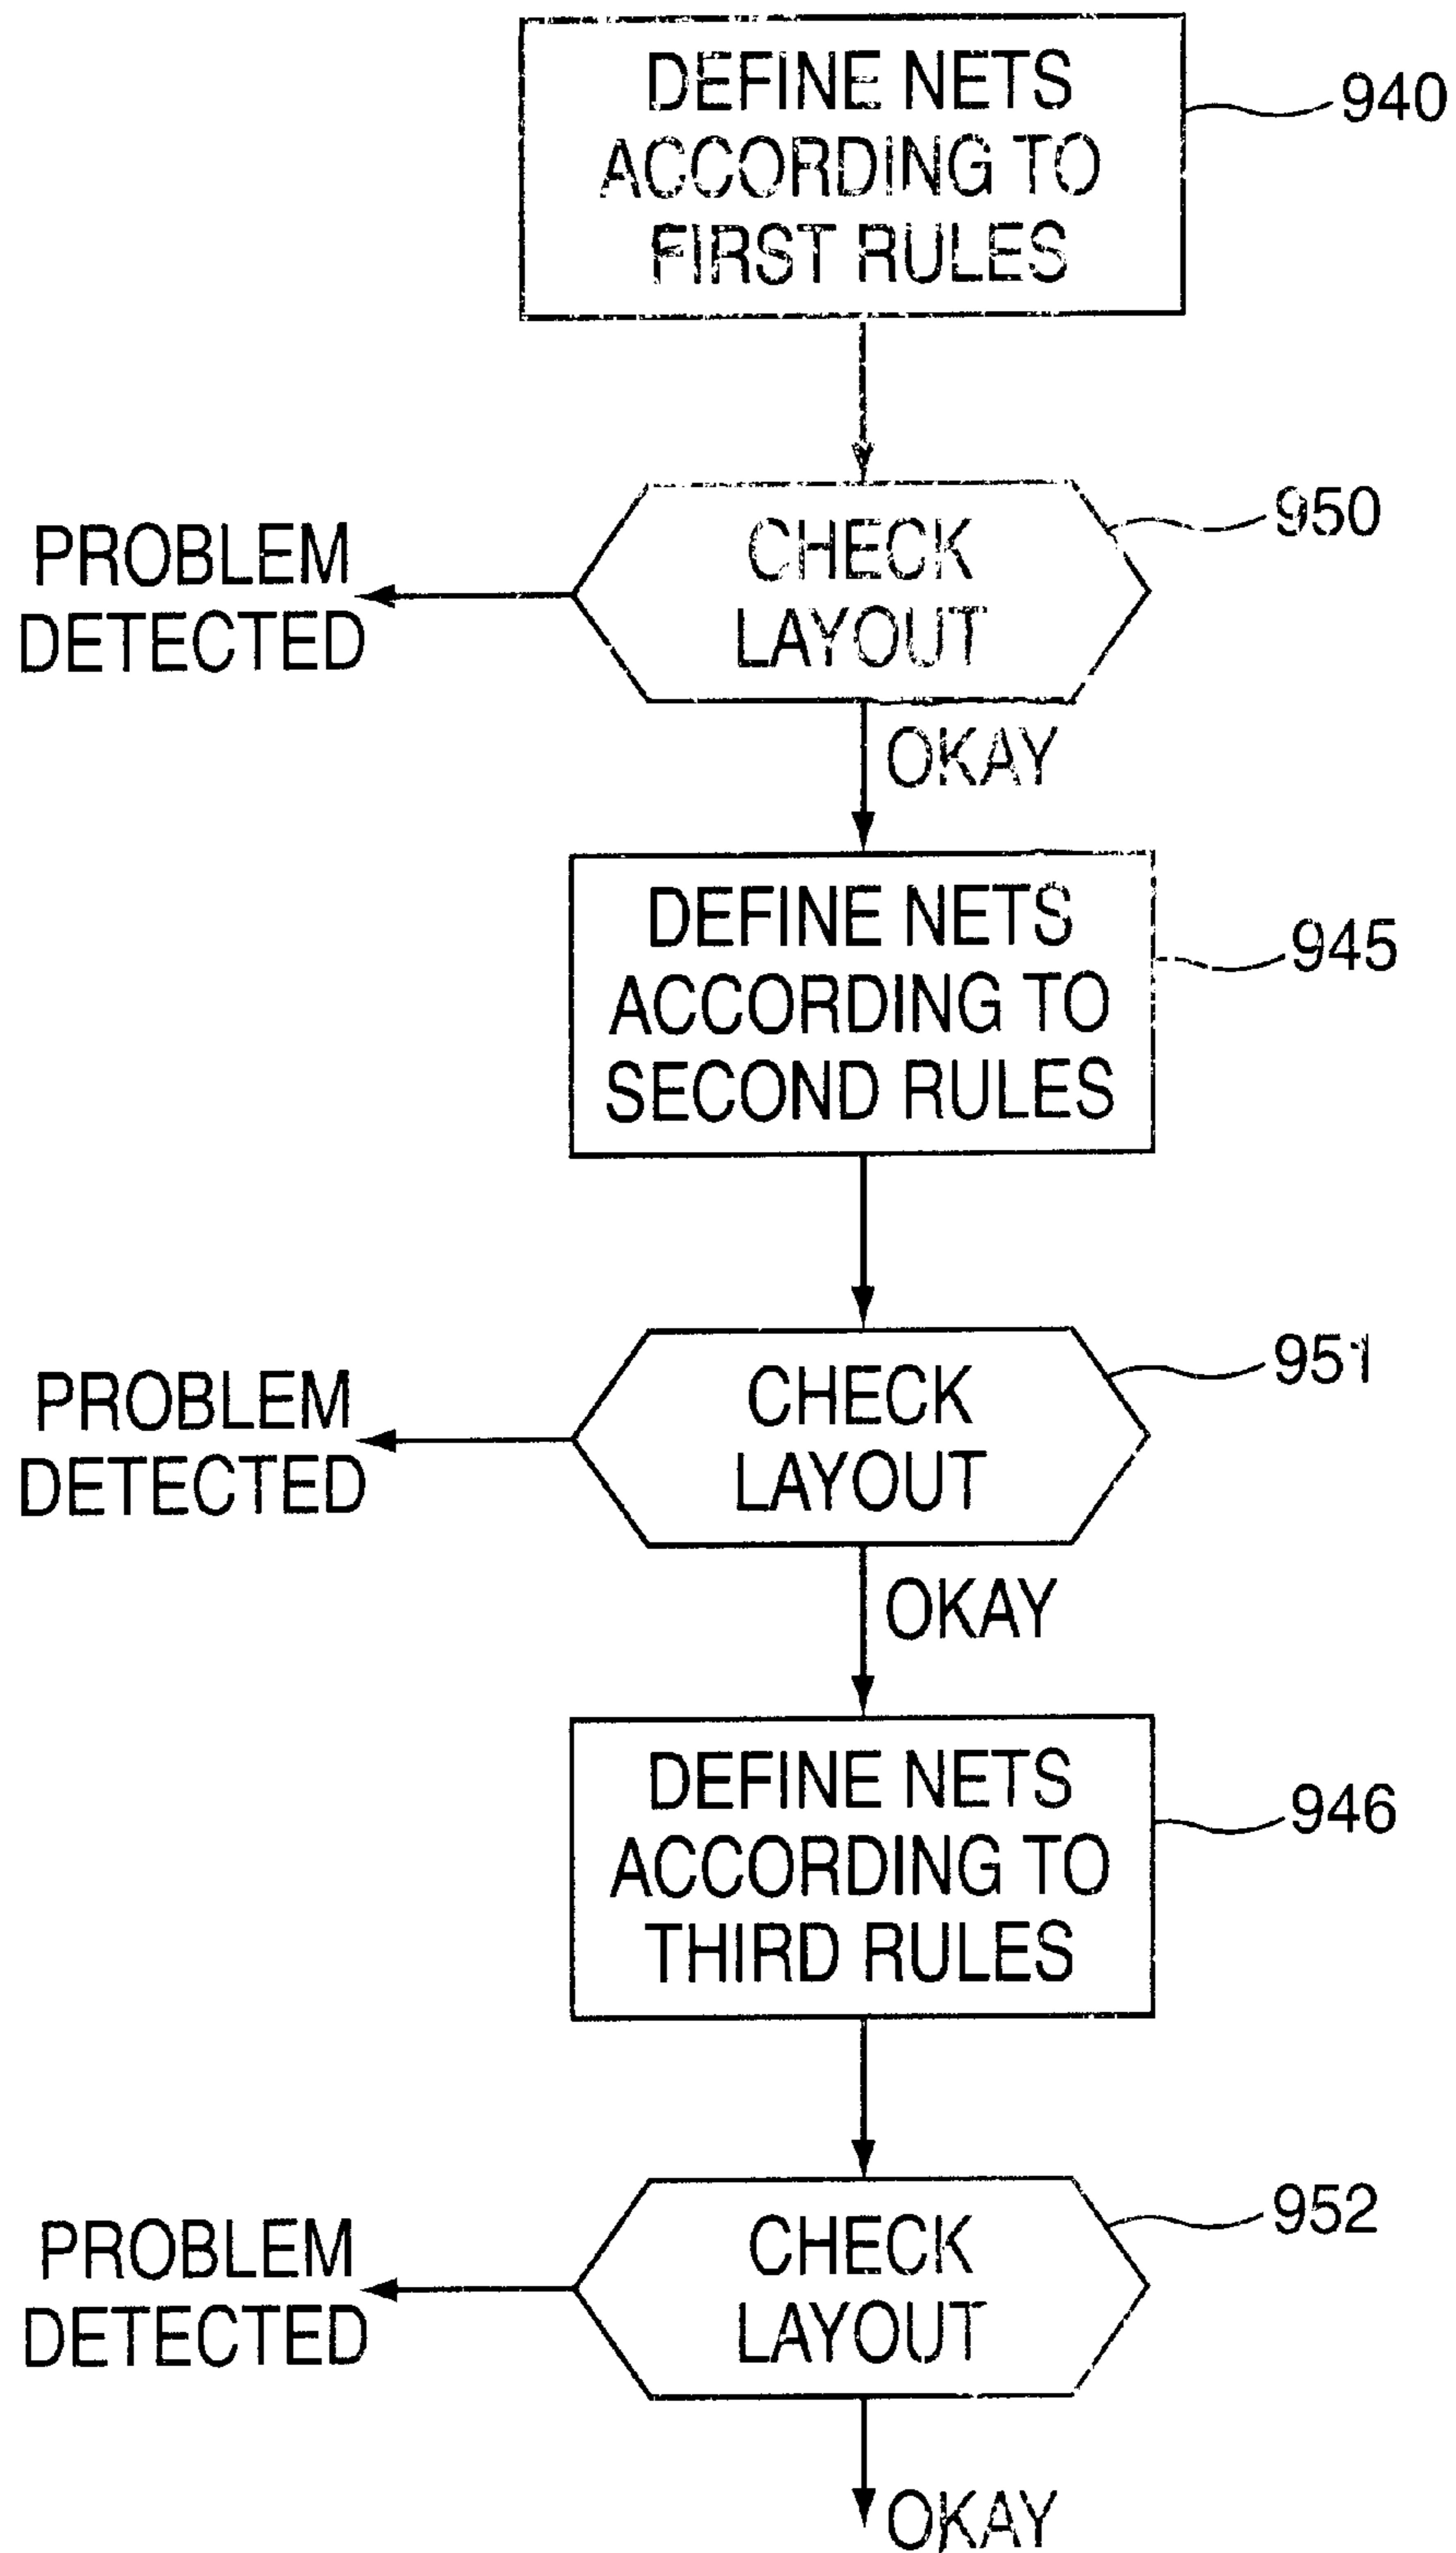 DEFINE NETS
ACCORDING TO
FIRST RULES
940
CHECK
LAYOUT
950
PROBLEM
DETECTED
OKAY
DEFINE NETS
ACCORDING TO
SECOND RULES
945
CHECK
LAYOUT
951
PROBLEM
DETECTED
OKAY
DEFINE NETS
ACCORDING TO
THIRD RULES
946
CHECK
LAYOUT
952
PROBLEM
DETECTED
OKAY